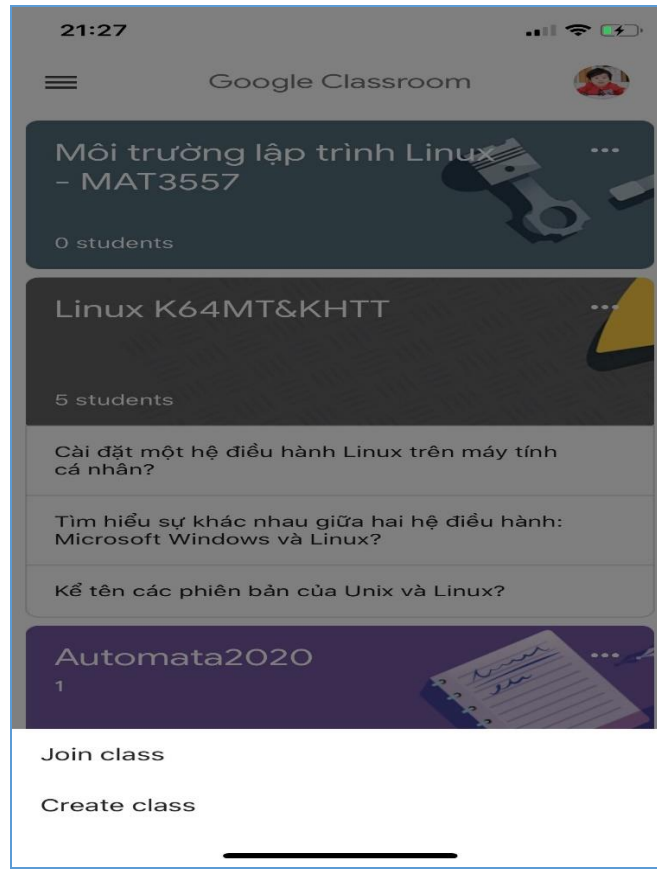 21:27
Google Classroom
Môi trường lập trình Linux
- MAT3557
0 students
Linux K64MT&KHTT
5 students
Cài đặt một hệ điều hành Linux trên máy tính
cá nhân?
Tìm hiểu sự khác nhau giữa hai hệ điều hành:
Microsoft Windows và Linux?
Kể tên các phiên bản của Unix và Linux?
Automata2020
1
Join class
Create class